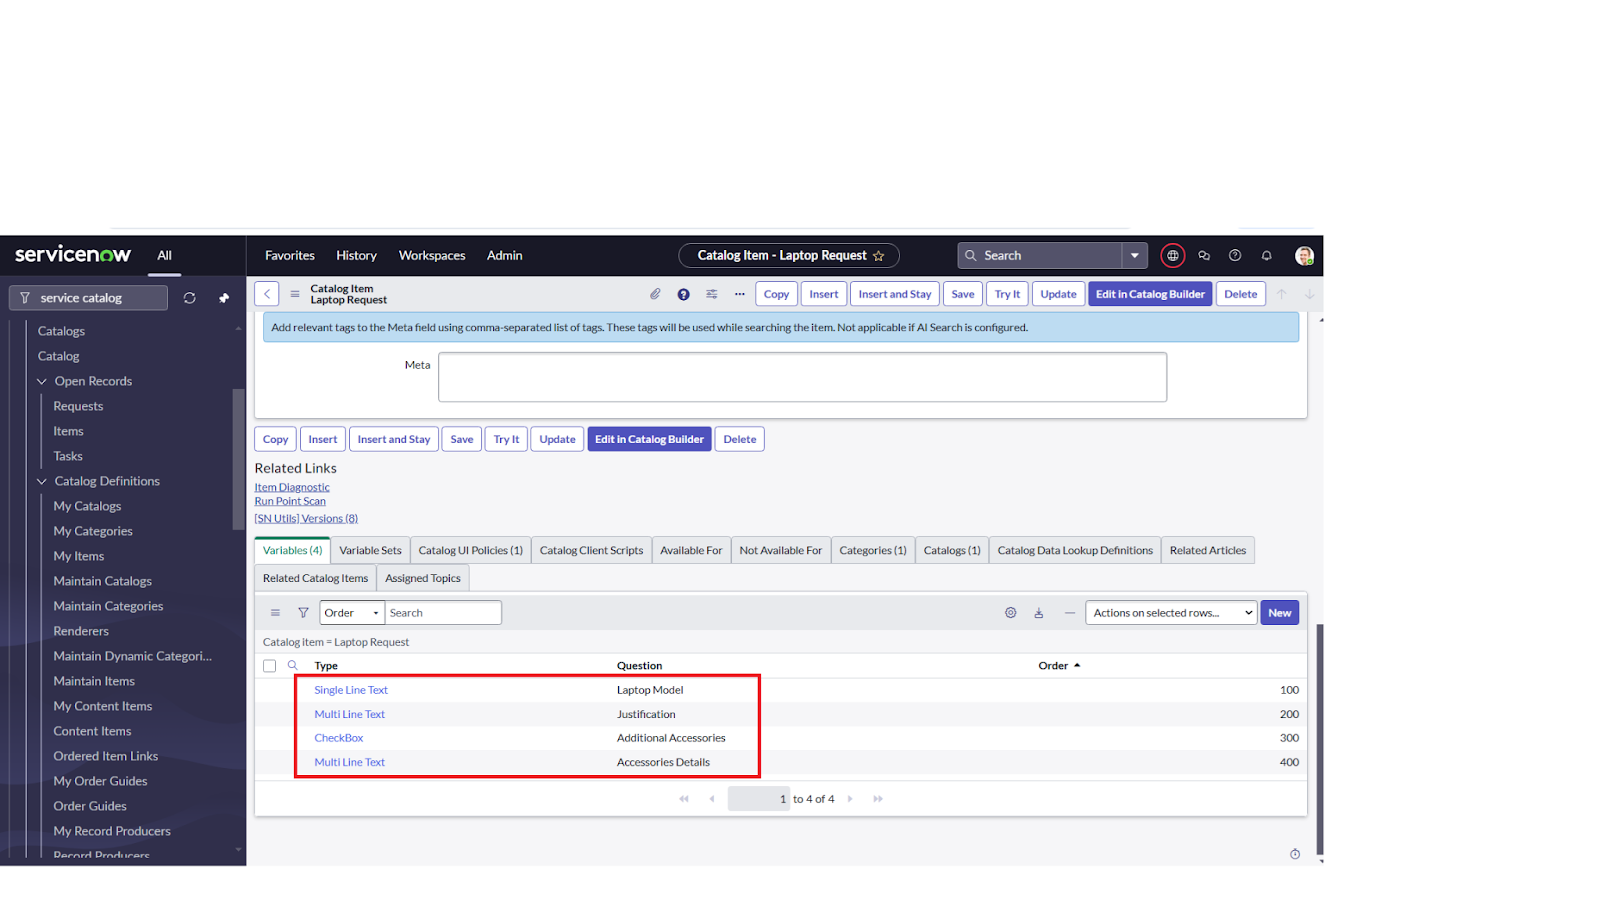 servicenow All Favorites History Workspaces Admin Catalog Item - Laptop Request Search
service catalog
Catalogs
Catalog
Open Records
Requests
Items
Tasks
Catalog Definitions
My Catalogs
My Categories
My Items
Maintain Catalogs
Maintain Categories
Renderers
Maintain Dynamic Categori...
Maintain Items
My Content Items
Content Items
Ordered Item Links
My Order Guides
Order Guides
My Record Producers
Record Producers
Catalog Item
Laptop Request
Copy Insert Insert and Stay Save Try It Update Edit in Catalog Builder Delete
Add relevant tags to the Meta field using comma-separated list of tags. These tags will be used while searching the item. Not applicable if AI Search is configured.
Meta
Copy Insert Insert and Stay Save Try It Update Edit in Catalog Builder Delete
Related Links
Item Diagnostic
Run Point Scan
[SN Utils] Versions (8)
Variables (4) Variable Sets Catalog UI Policies (1) Catalog Client Scripts Available For Not Available For Categories (1) Catalogs (1) Catalog Data Lookup Definitions Related Articles
Related Catalog Items Assigned Topics
Order Search Actions on selected rows... New
Catalog item = Laptop Request
Type Question Order
Single Line Text Laptop Model 100
Multi Line Text Justification 200
CheckBox Additional Accessories 300
Multi Line Text Accessories Details 400
1 to 4 of 4